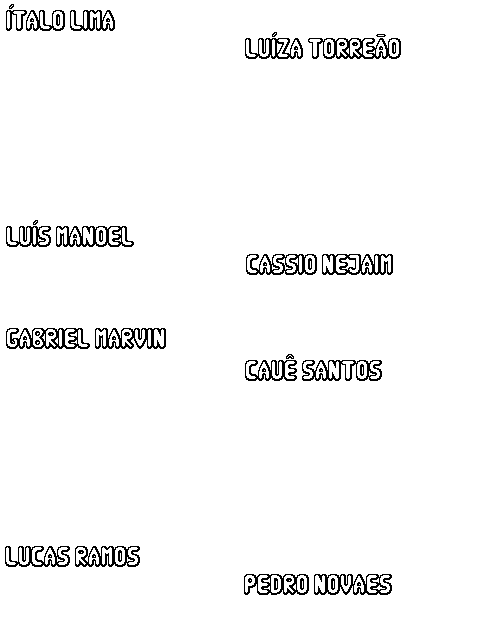 ÍTALO LIMA
LUÍZA TORREÃO
LUÍS MANOEL
CASSIO NEJAIM
GABRIEL MARVIN
CAUÊ SANTOS
LUCAS RAMOS
PEDRO NOVAES